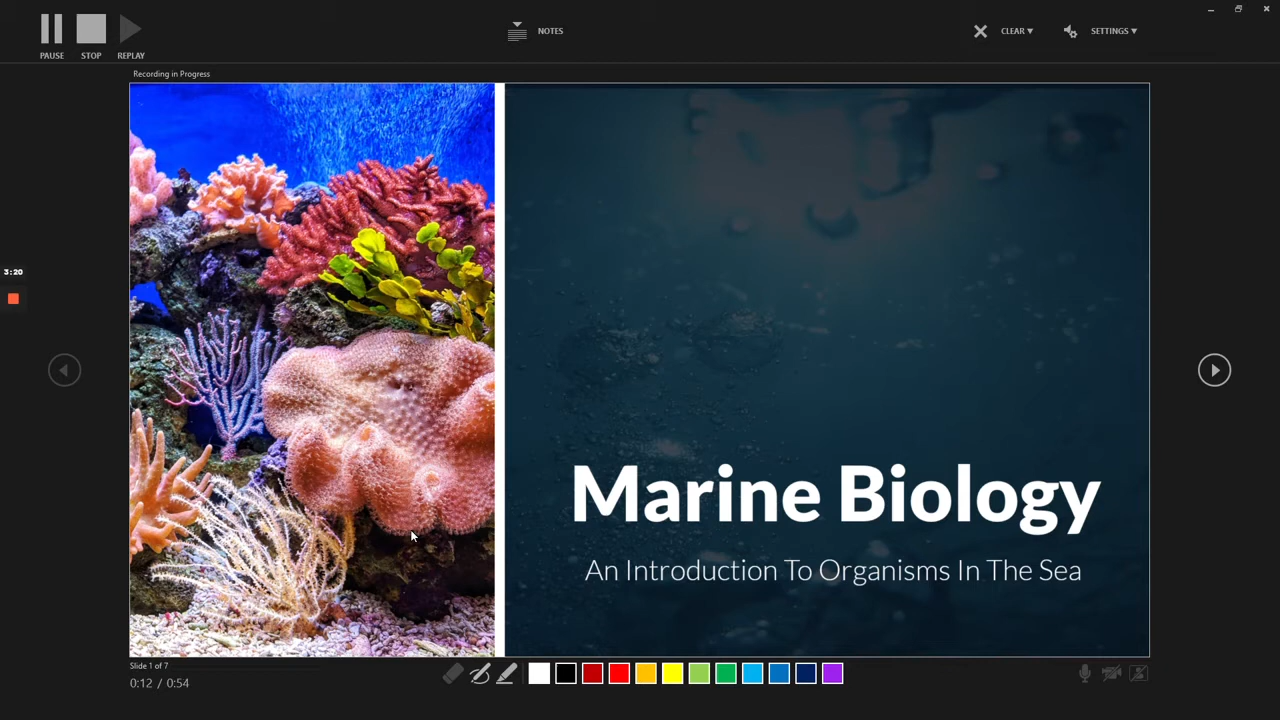 NOTES
CLEAR ▾
SETTINGS ▾
PAUSE STOP REPLAY
Recording in Progress
3:20
Marine Biology
An Introduction To Organisms In The Sea
Slide 1 of 7
0:12 / 0:54